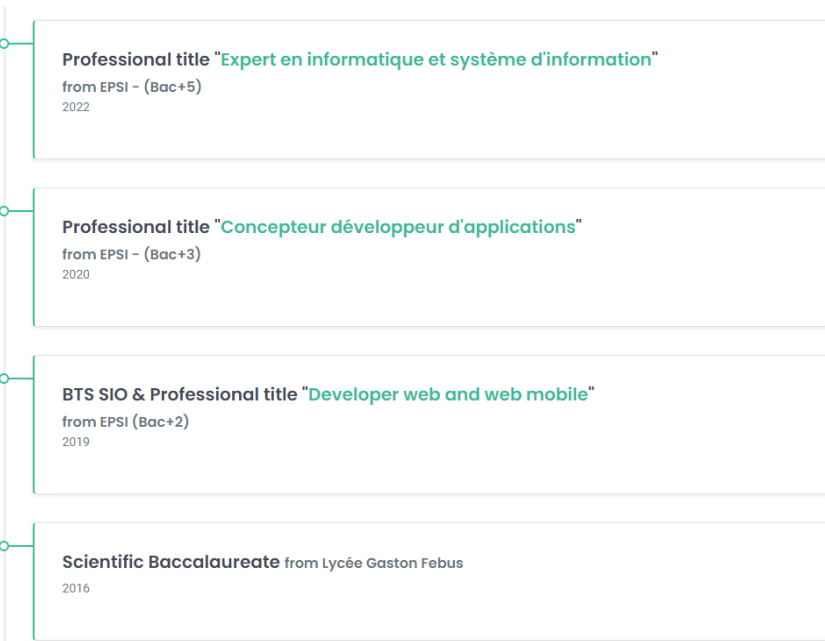 Professional title "Expert en informatique et système d'information"
from EPSI - (Bac+5)
2022
Professional title "Concepteur développeur d'applications"
from EPSI - (Bac+3)
2020
BTS SIO & Professional title "Developer web and web mobile"
from EPSI (Bac+2)
2019
Scientific Baccalaureate from Lycée Gaston Febus
2016